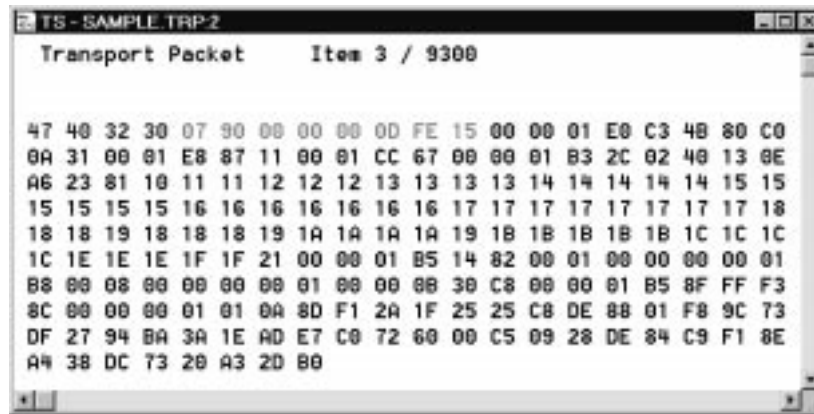 TS - SAMPLE.TRP:2
Transport Packet Item 3 / 9300
47 40 32 30 07 90 00 00 00 0D FE 15 00 00 01 E0 C3 4B 80 C0
0A 31 00 01 E8 87 11 00 01 CC 67 00 00 01 B3 2C 02 40 13 0E
A6 23 81 10 11 11 12 12 12 13 13 13 13 14 14 14 14 14 15 15
15 15 15 15 16 16 16 16 16 16 16 17 17 17 17 17 17 17 17 18
18 18 19 18 18 18 19 1A 1A 1A 1A 19 1B 1B 1B 1B 1B 1C 1C 1C
1C 1E 1E 1E 1F 1F 21 00 00 01 B5 14 82 00 01 00 00 00 00 01
B8 00 08 00 00 00 00 01 00 00 0B 30 C8 00 00 01 B5 8F FF F3
8C 00 00 00 01 01 0A 8D F1 2A 1F 25 25 C8 DE 88 01 F8 9C 73
DF 27 94 BA 3A 1E AD E7 C0 72 60 00 C5 09 28 DE 84 C9 F1 8E
A4 38 DC 73 20 A3 2D B0